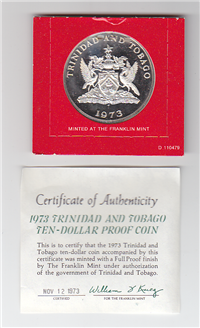 TRINIDAD AND TOBAGO
1973
MINTED AT THE FRANKLIN MINT
D 110479
Certificate of Authenticity
1973 TRINIDAD AND TOBAGO
TEN-DOLLAR PROOF COIN
This is to certify that the 1973 Trinidad and
Tobago ten-dollar coin accompanied by this
certificate was minted with a Full Proof finish
by The Franklin Mint under authorization
of the government of Trinidad and Tobago.
NOV 12 1973
CERTIFIED
FOR THE FRANKLIN MINT